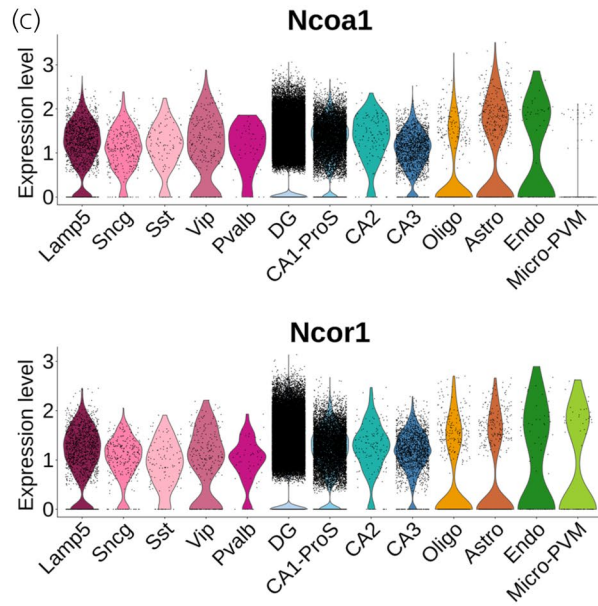 (C)
Ncoa1
Expression level
3
2
1
0
Lamp5 Sncg Sst Vip Pvalb DG CA1-ProS CA2 CA3 Oligo Astro Endo Micro-PVM
Ncor1
Expression level
3
2
1
0
Lamp5 Sncg Sst Vip Pvalb DG CA1-ProS CA2 CA3 Oligo Astro Endo Micro-PVM